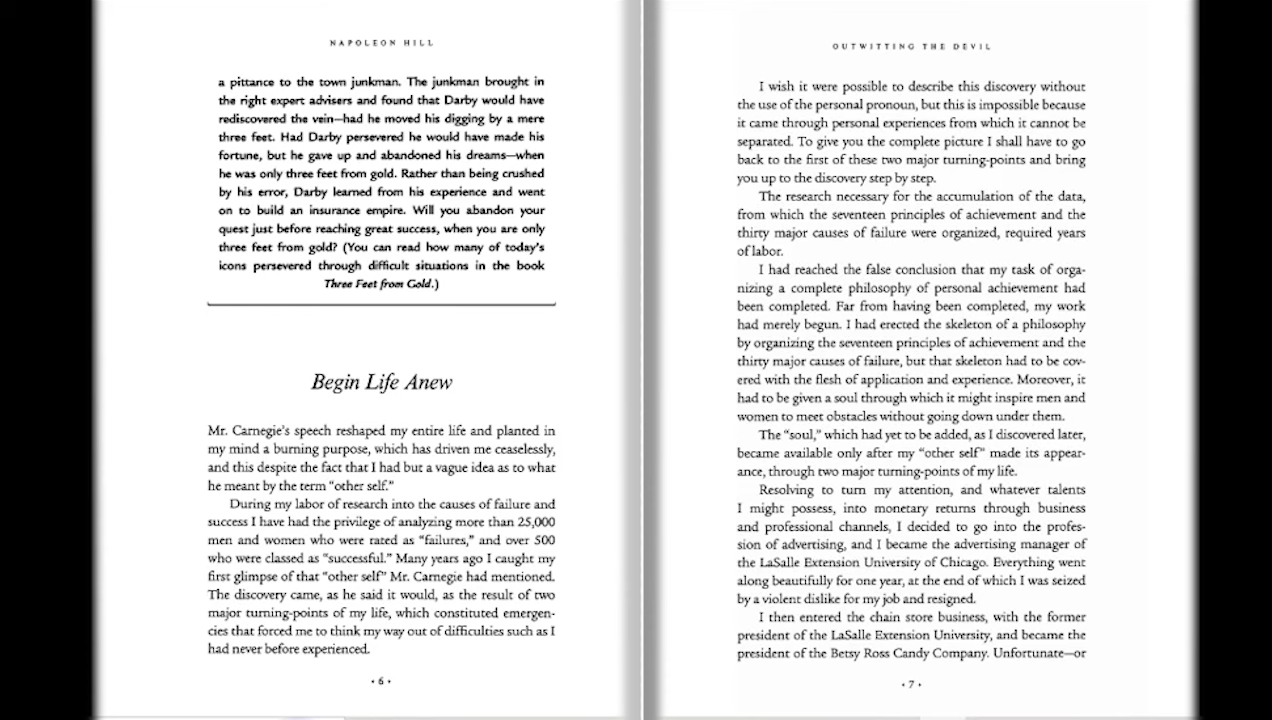 NAPOLEON HILL
a pittance to the town junkman. The junkman brought in
the right expert advisers and found that Darby would have
rediscovered the vein—had he moved his digging by a mere
three feet. Had Darby persevered he would have made his
fortune, but he gave up and abandoned his dreams—when
he was only three feet from gold. Rather than being crushed
by his error, Darby learned from his experience and went
on to build an insurance empire. Will you abandon your
quest just before reaching great success, when you are only
three feet from gold? (You can read how many of today's
icons persevered through difficult situations in the book
Three Feet from Gold.)
Begin Life Anew
Mr. Carnegie's speech reshaped my entire life and planted in
my mind a burning purpose, which has driven me ceaselessly,
and this despite the fact that I had but a vague idea as to what
he meant by the term "other self."
During my labor of research into the causes of failure and
success I have had the privilege of analyzing more than 25,000
men and women who were rated as "failures," and over 500
who were classed as "successful." Many years ago I caught my
first glimpse of that "other self" Mr. Carnegie had mentioned.
The discovery came, as he said it would, as the result of two
major turning-points of my life, which constituted emergen-
cies that forced me to think my way out of difficulties such as I
had never before experienced.
• 6 •
OUTWITTING THE DEVIL
I wish it were possible to describe this discovery without
the use of the personal pronoun, but this is impossible because
it came through personal experiences from which it cannot be
separated. To give you the complete picture I shall have to go
back to the first of these two major turning-points and bring
you up to the discovery step by step.
The research necessary for the accumulation of the data,
from which the seventeen principles of achievement and the
thirty major causes of failure were organized, required years
of labor.
I had reached the false conclusion that my task of orga-
nizing a complete philosophy of personal achievement had
been completed. Far from having been completed, my work
had merely begun. I had erected the skeleton of a philosophy
by organizing the seventeen principles of achievement and the
thirty major causes of failure, but that skeleton had to be cov-
ered with the flesh of application and experience. Moreover, it
had to be given a soul through which it might inspire men and
women to meet obstacles without going down under them.
The "soul," which had yet to be added, as I discovered later,
became available only after my "other self" made its appear-
ance, through two major turning-points of my life.
Resolving to turn my attention, and whatever talents
I might possess, into monetary returns through business
and professional channels, I decided to go into the profes-
sion of advertising, and I became the advertising manager of
the LaSalle Extension University of Chicago. Everything went
along beautifully for one year, at the end of which I was seized
by a violent dislike for my job and resigned.
I then entered the chain store business, with the former
president of the LaSalle Extension University, and became the
president of the Betsy Ross Candy Company. Unfortunate—or
• 7 •